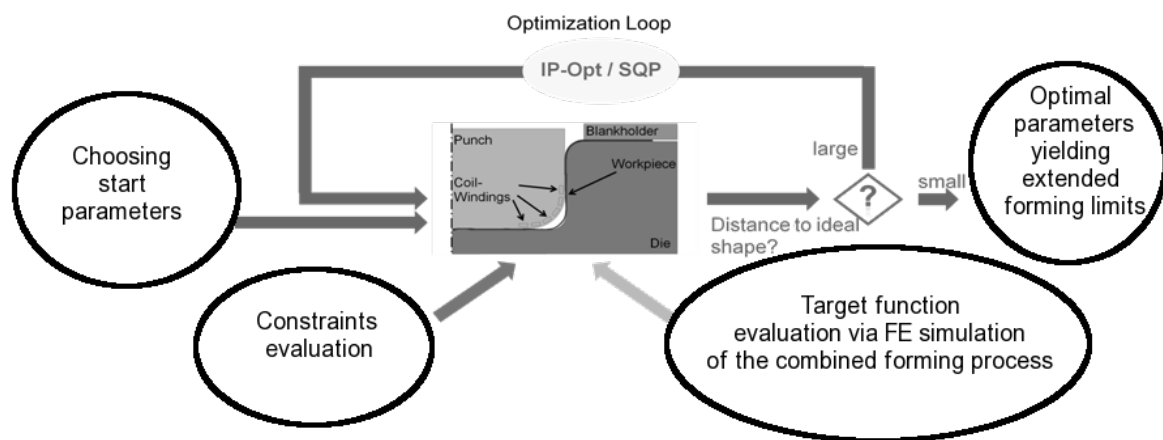 Optimization Loop
IP-Opt / SQP
Choosing
start
parameters
Punch
Blankholder
Workpiece
Coil-
Windings
Die
large
?
small
Distance to ideal
shape?
Optimal
parameters
yielding
extended
forming limits
Constraints
evaluation
Target function
evaluation via FE simulation
of the combined forming process